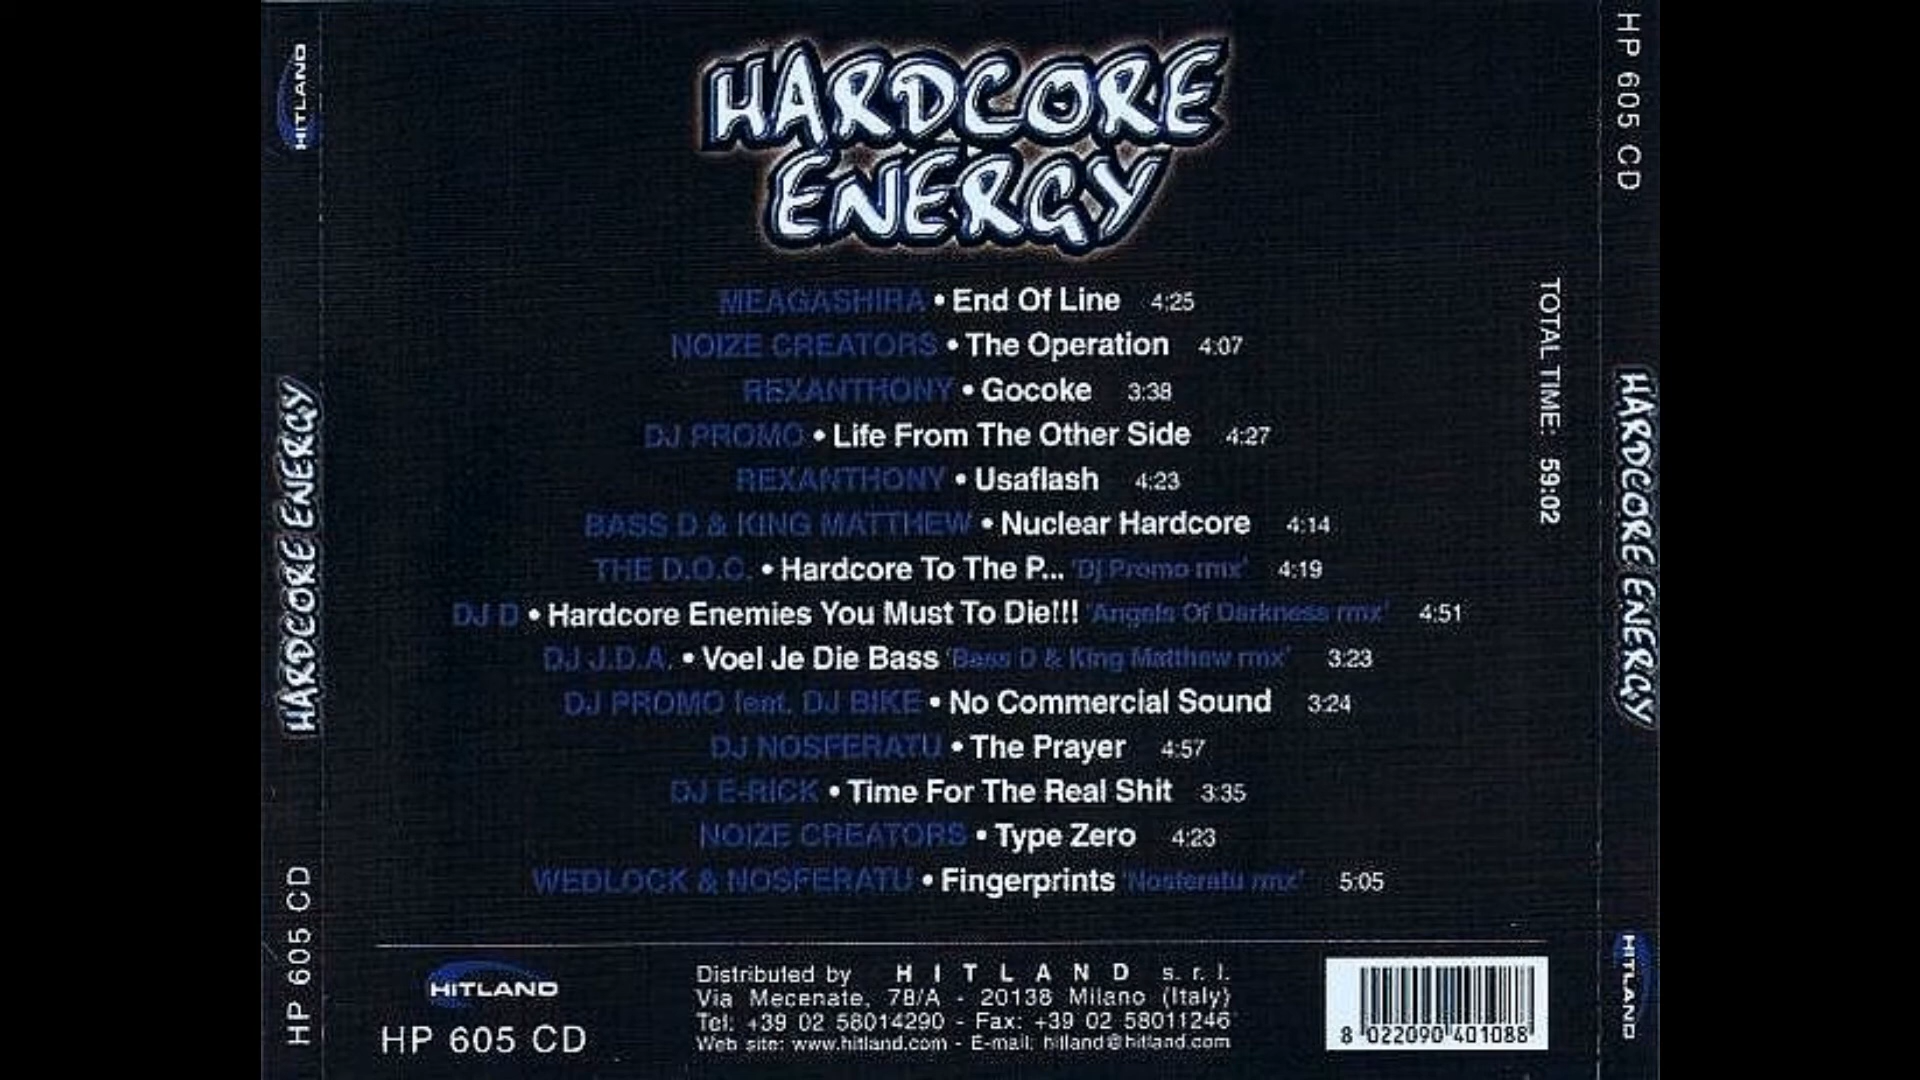 HARDCORE
ENERGY
MEAGASHIRA • End Of Line 4:25
NOIZE CREATORS • The Operation 4:07
REXANTHONY • Gocoke 3:38
DJ PROMO • Life From The Other Side 4:27
REXANTHONY • Usaflash 4:23
BASS D & KING MATTHEW • Nuclear Hardcore 4:14
THE D.O.C. • Hardcore To The P... 'Dj Promo rmx' 4:19
DJ D • Hardcore Enemies You Must To Die!!! 'Angels Of Darkness rmx' 4:51
DJ J.D.A. • Voel Je Die Bass 'Bass D & King Matthew rmx' 3:23
DJ PROMO feat. DJ BIKE • No Commercial Sound 3:24
DJ NOSFERATU • The Prayer 4:57
DJ E-RICK • Time For The Real Shit 3:35
NOIZE CREATORS • Type Zero 4:23
WEDLOCK & NOSFERATU • Fingerprints 'Nosferatu rmx' 5:05
TOTAL TIME: 59:02
HITLAND
HP 605 CD
Distributed by HITLAND s. r. l.
Via Mecenate, 78/A - 20138 Milano (Italy)
Tel: +39 02 58014290 - Fax: +39 02 58011246
Web site: www.hitland.com - E-mail: hitland@hitland.com
8 022090 401088
HITLAND
HARDCORE ENERGY
HP 605 CD
HP 605 CD
HARDCORE ENERGY
HITLAND